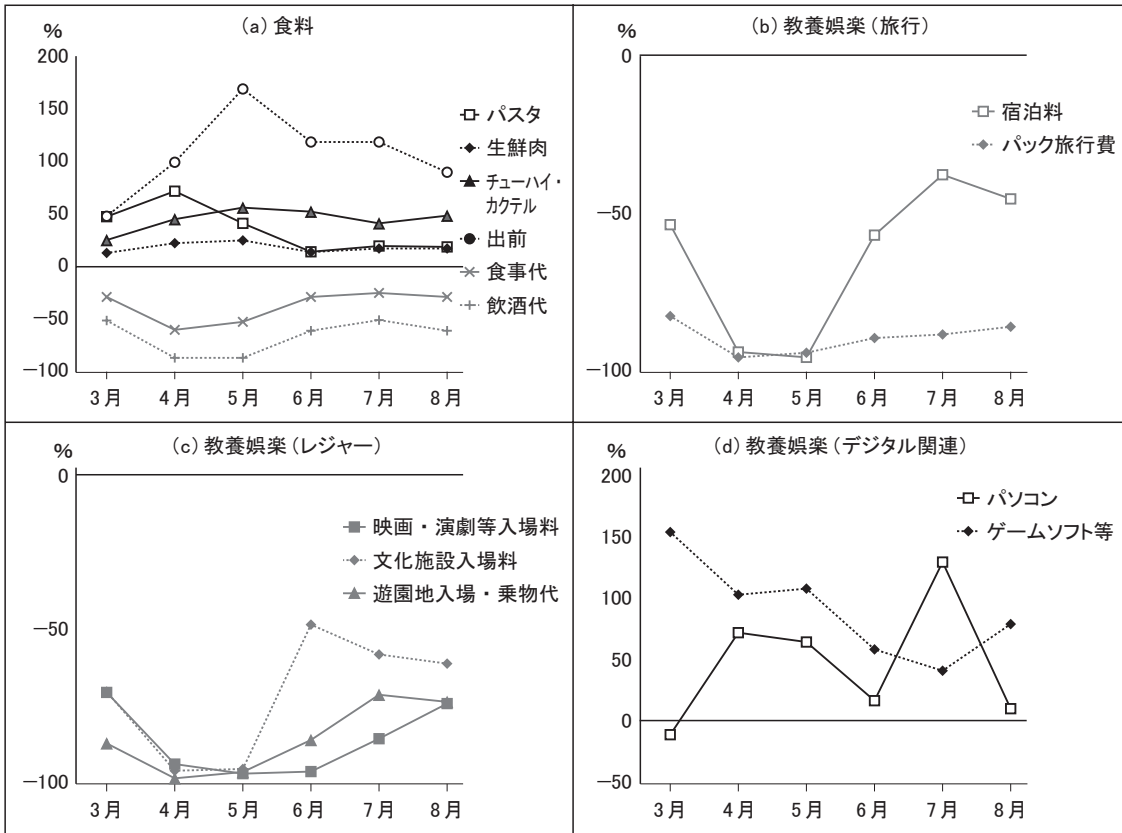 (a) 食料
%
200
150
100
50
0
−50
−100
3月 4月 5月 6月 7月 8月
パスタ
生鮮肉
チューハイ・
カクテル
出前
食事代
飲酒代
(b) 教養娯楽(旅行)
%
−0
−50
−100
3月 4月 5月 6月 7月 8月
宿泊料
パック旅行費
(c) 教養娯楽(レジャー)
%
−0
−50
−100
3月 4月 5月 6月 7月 8月
映画・演劇等入場料
文化施設入場料
遊園地入場・乗物代
(d) 教養娯楽(デジタル関連)
%
200
150
100
50
0
−50
3月 4月 5月 6月 7月 8月
パソコン
ゲームソフト等